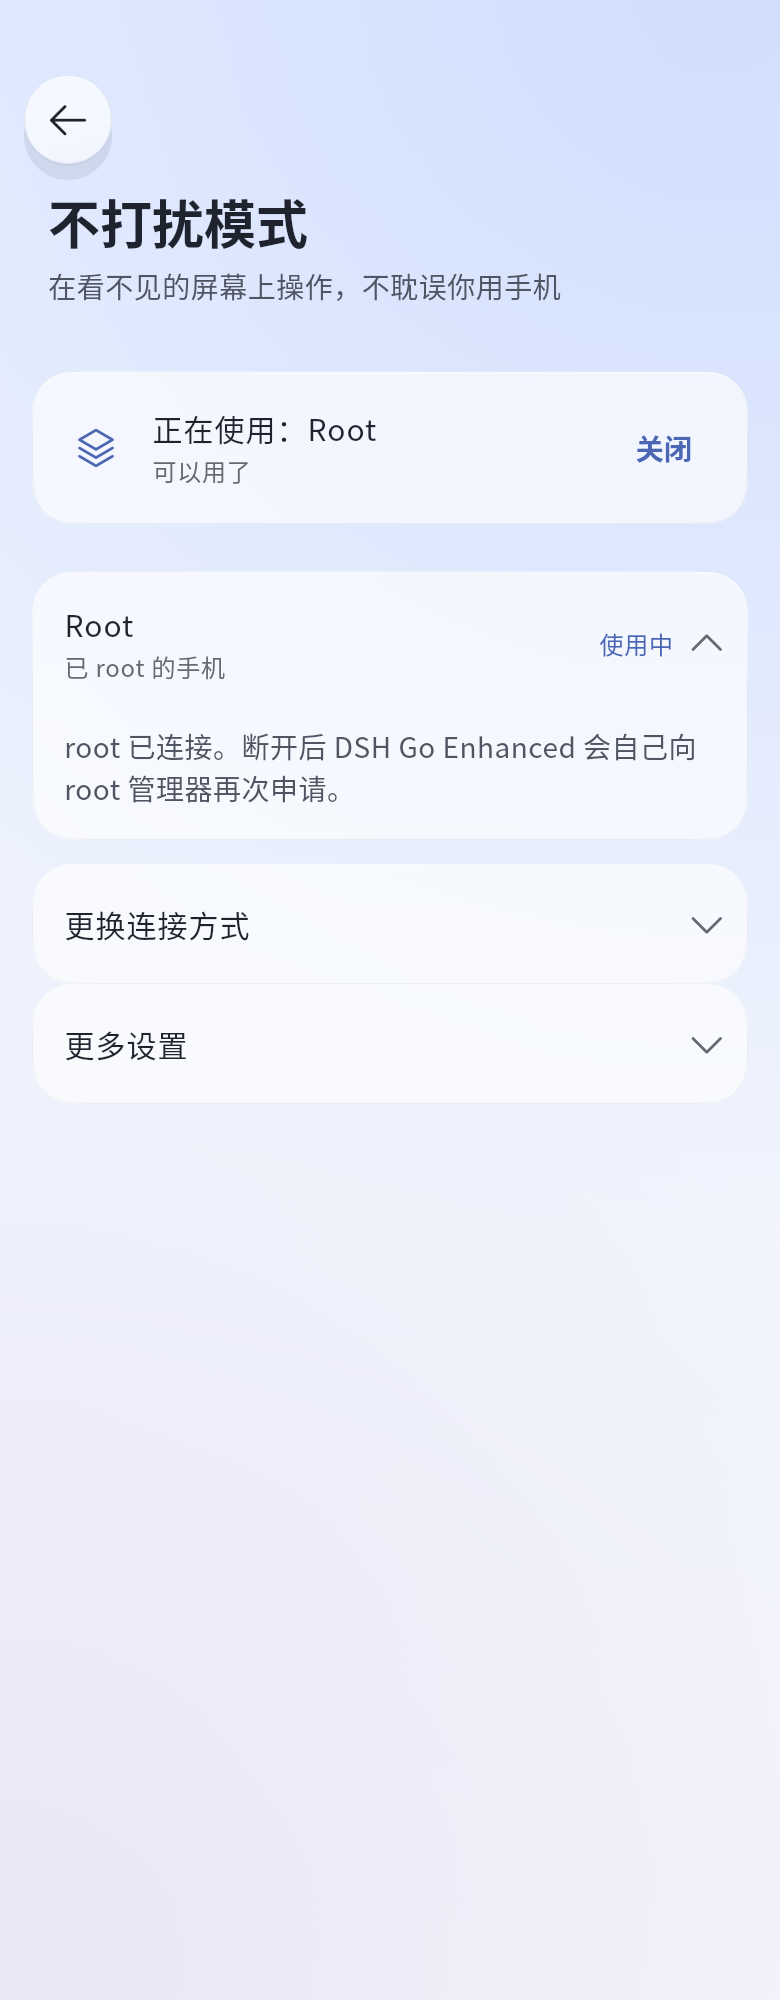 不打扰模式
在看不见的屏幕上操作，不耽误你用手机
正在使用：Root
可以用了
关闭
Root
已 root 的手机
使用中
root 已连接。断开后 DSH Go Enhanced 会自己向
root 管理器再次申请。
更换连接方式
更多设置